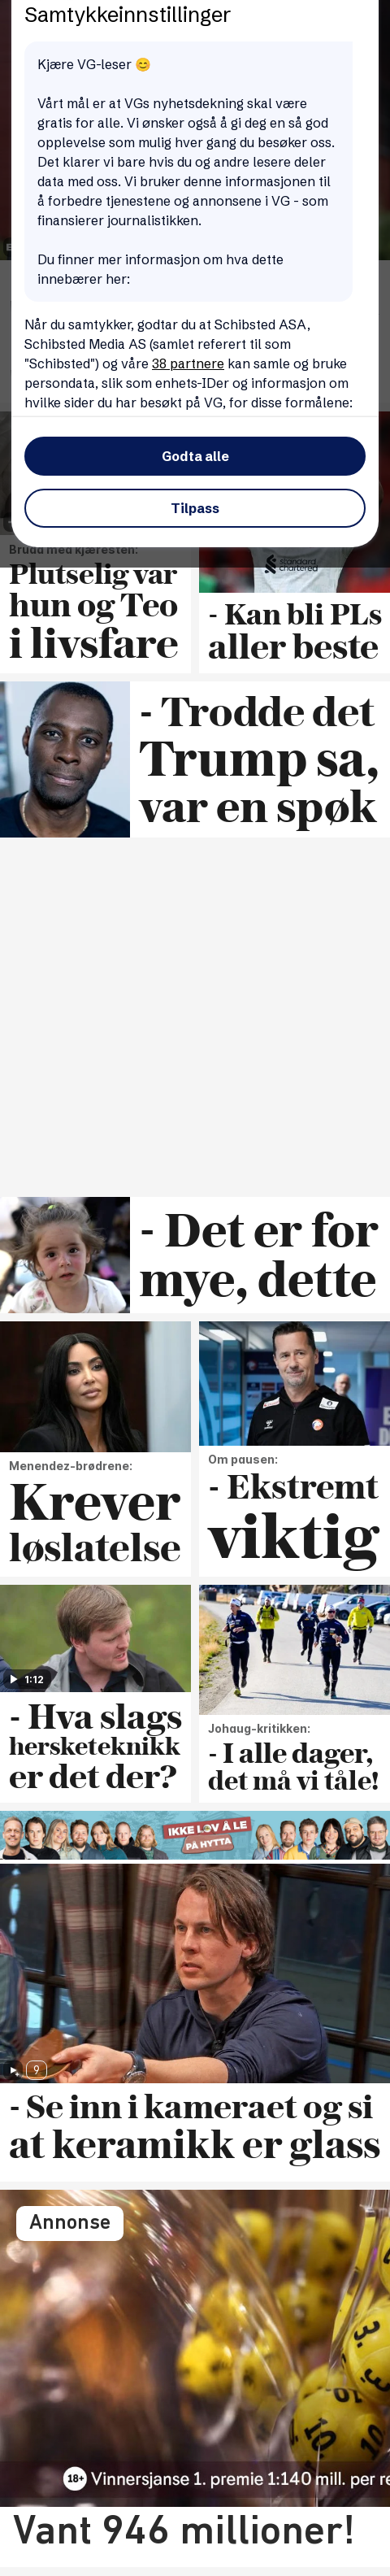 Samtykkeinnstillinger
Kjære VG-leser 😊
Vårt mål er at VGs nyhetsdekning skal være
gratis for alle. Vi ønsker også å gi deg en så god
opplevelse som mulig hver gang du besøker oss.
Det klarer vi bare hvis du og andre lesere deler
data med oss. Vi bruker denne informasjonen til
å forbedre tjenestene og annonsene i VG - som
finansierer journalistikken.
Du finner mer informasjon om hva dette
innebærer her:
Når du samtykker, godtar du at Schibsted ASA,
Schibsted Media AS (samlet referert til som
"Schibsted") og våre 38 partnere kan samle og bruke
persondata, slik som enhets-IDer og informasjon om
hvilke sider du har besøkt på VG, for disse formålene:
Godta alle
Tilpass
Brudd med kjæresten:
Plutselig var
hun og Teo
i livsfare
standard
chartered
- Kan bli PLs
aller beste
- Trodde det
Trump sa,
var en spøk
- Det er for
mye, dette
Menendez-brødrene:
Krever
løslatelse
Om pausen:
- Ekstremt
viktig
1:12
- Hva slags
hersketeknikk
er det der?
Johaug-kritikken:
- I alle dager,
det må vi tåle!
IKKE LOV Å LE
PÅ HYTTA
- Se inn i kameraet og si
at keramikk er glass
Annonse
18+ Vinnersjanse 1. premie 1:140 mill. per re
Vant 946 millioner!